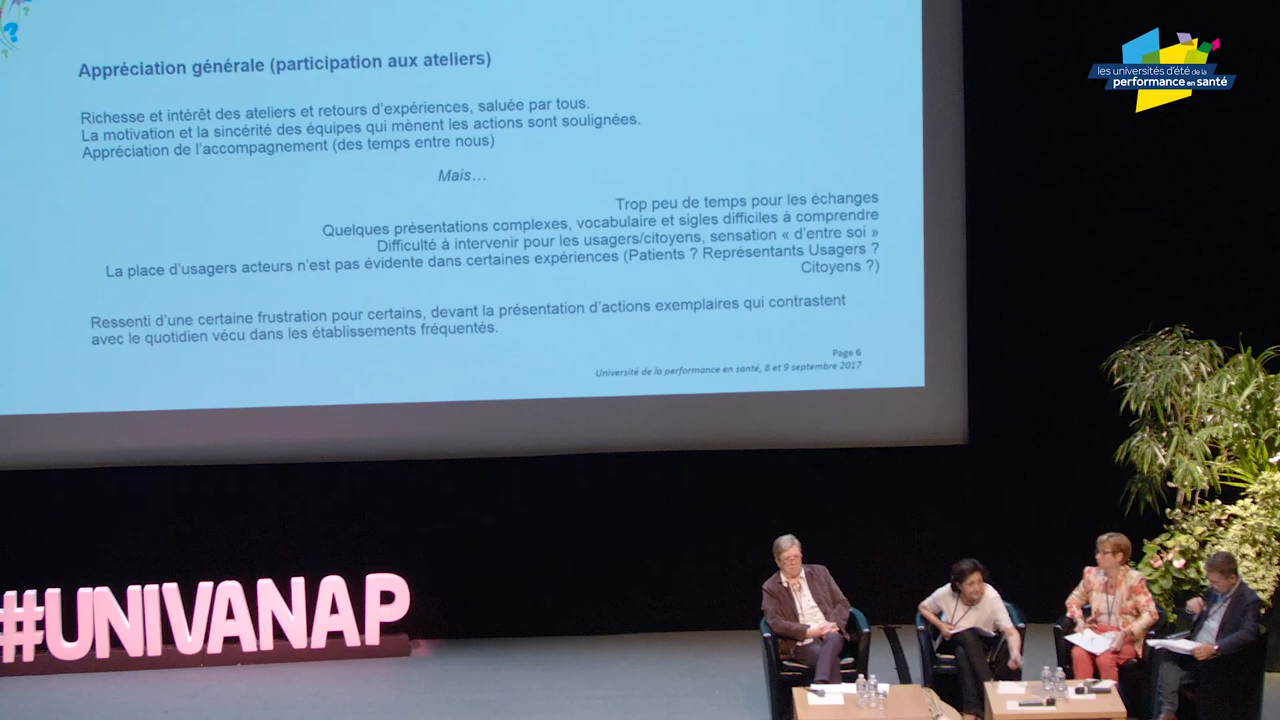 Appréciation générale (participation aux ateliers)
Richesse et intérêt des ateliers et retours d'expériences, saluée par tous.
La motivation et la sincérité des équipes qui mènent les actions sont soulignées.
Appréciation de l'accompagnement (des temps entre nous)
Mais…
Trop peu de temps pour les échanges
Quelques présentations complexes, vocabulaire et sigles difficiles à comprendre
Difficulté à intervenir pour les usagers/citoyens, sensation « d'entre soi »
La place d'usagers acteurs n'est pas évidente dans certaines expériences (Patients ? Représentants Usagers ?
Citoyens ?)
Ressenti d'une certaine frustration pour certains, devant la présentation d'actions exemplaires qui contrastent
avec le quotidien vécu dans les établissements fréquentés.
Page 6
Université de la performance en santé, 8 et 9 septembre 2017
les universités d'été de la
performance en santé
#UNIVANAP